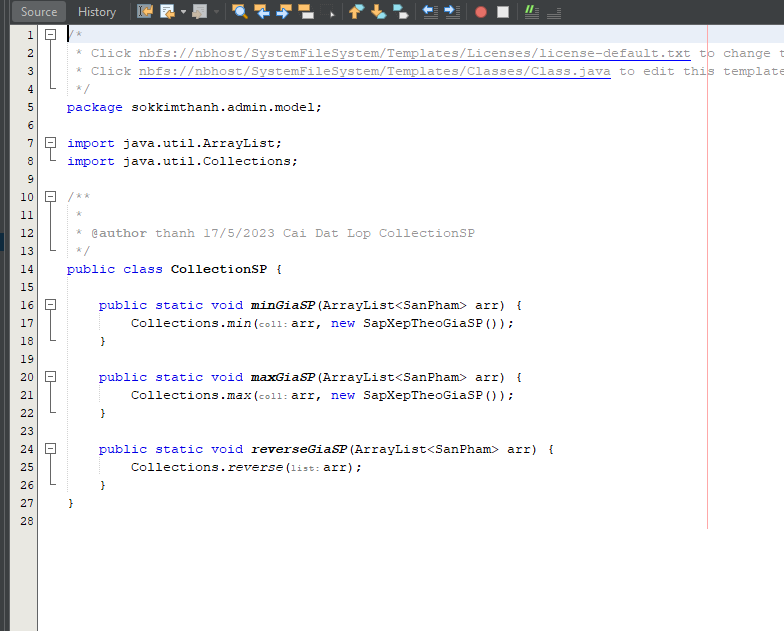 Source History
1 /*
2 * Click nbfs://nbhost/SystemFileSystem/Templates/Licenses/license-default.txt to change t
3 * Click nbfs://nbhost/SystemFileSystem/Templates/Classes/Class.java to edit this template
4 */
5 package sokkimthanh.admin.model;
6
7 import java.util.ArrayList;
8 import java.util.Collections;
9
10 /**
11 *
12 * @author thanh 17/5/2023 Cai Dat Lop CollectionSP
13 */
14 public class CollectionSP {
15
16 public static void minGiaSP(ArrayList<SanPham> arr) {
17 Collections.min(coll: arr, new SapXepTheoGiaSP());
18 }
19
20 public static void maxGiaSP(ArrayList<SanPham> arr) {
21 Collections.max(coll: arr, new SapXepTheoGiaSP());
22 }
23
24 public static void reverseGiaSP(ArrayList<SanPham> arr) {
25 Collections.reverse(list: arr);
26 }
27 }
28